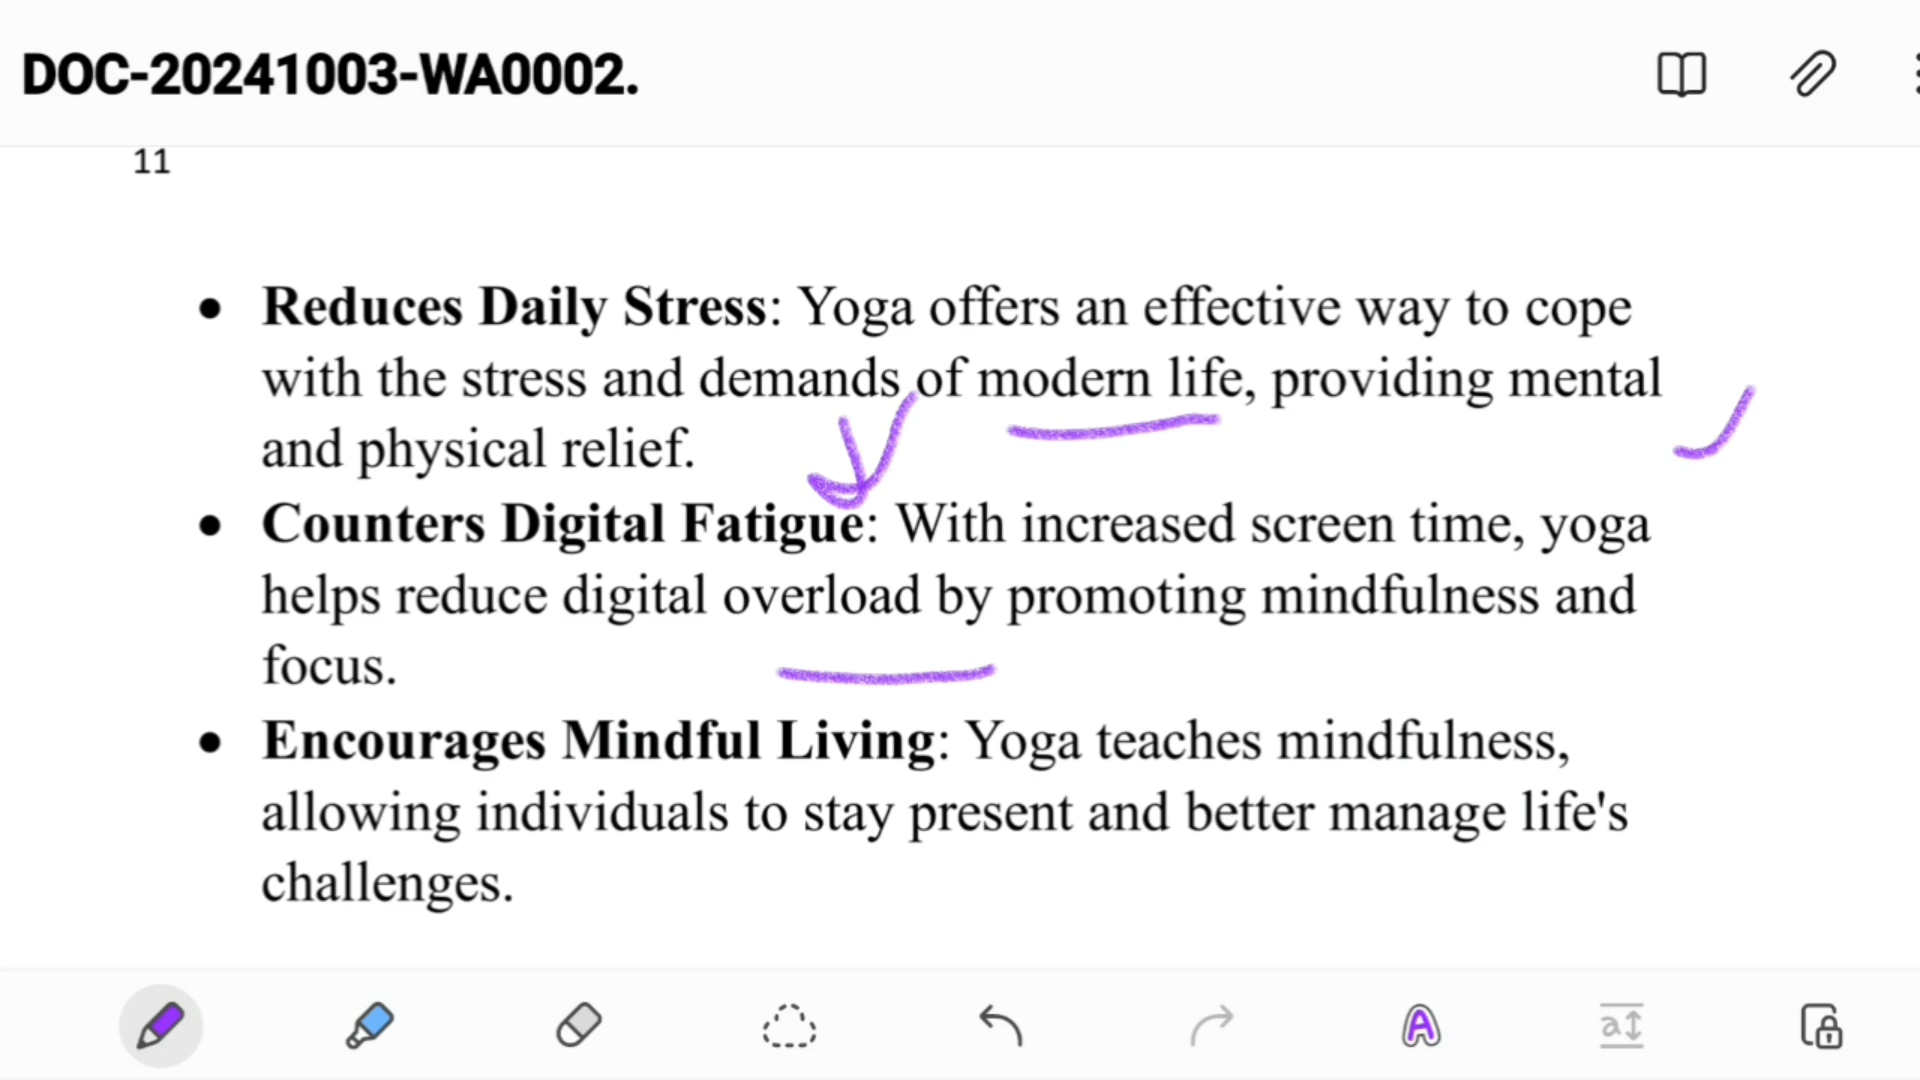 DOC-20241003-WA0002.
11
• Reduces Daily Stress: Yoga offers an effective way to cope
with the stress and demands of modern life, providing mental
and physical relief.
• Counters Digital Fatigue: With increased screen time, yoga
helps reduce digital overload by promoting mindfulness and
focus.
• Encourages Mindful Living: Yoga teaches mindfulness,
allowing individuals to stay present and better manage life's
challenges.
A
a